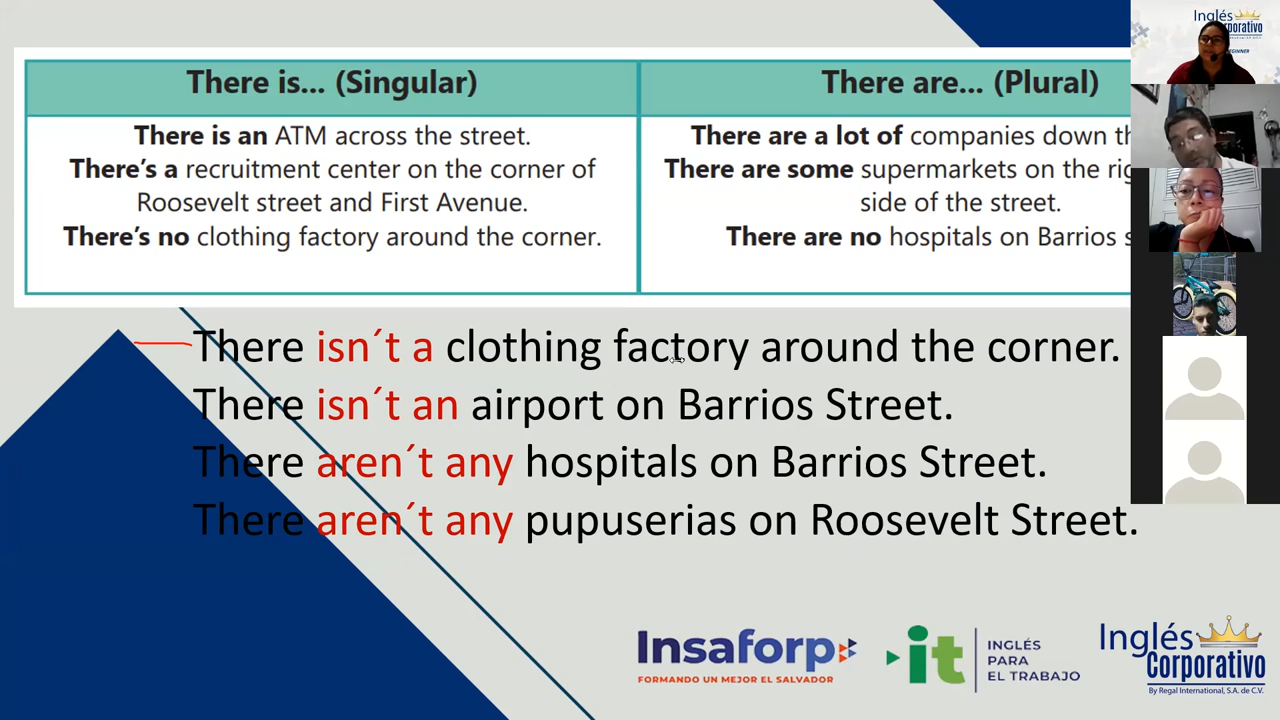 There is... (Singular)
There is an ATM across the street.
There's a recruitment center on the corner of
Roosevelt street and First Avenue.
There's no clothing factory around the corner.
There are... (Plural)
There are a lot of companies down
There are some supermarkets on the
side of the street.
There are no hospitals on Barrios
There isn´t a clothing factory around the corner.
There isn´t an airport on Barrios Street.
There aren´t any hospitals on Barrios Street.
There aren´t any pupuserias on Roosevelt Street.
Insaforp
FORMANDO UN MEJOR EL SALVADOR
it
INGLÉS
PARA
EL TRABAJO
Inglés
Corporativo
By Regal International, S.A. de C.V.
Inglés